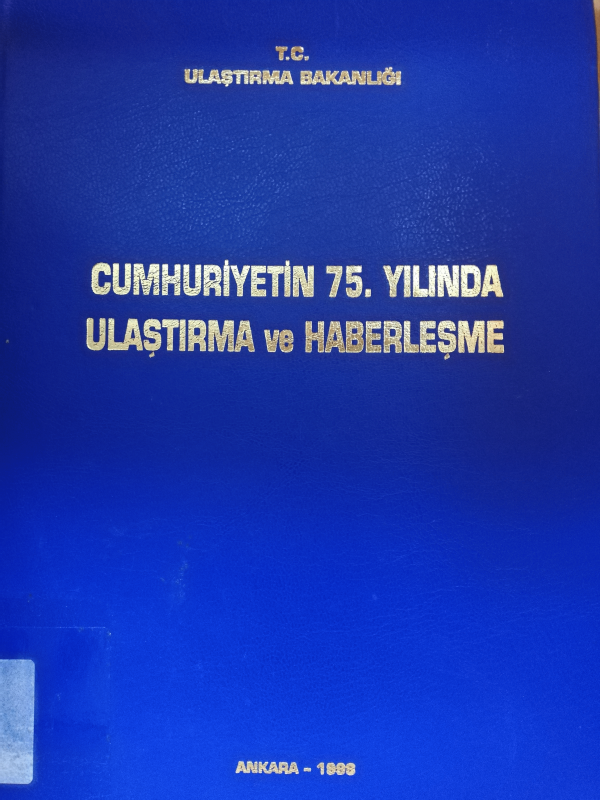 T.C.
ULAŞTIRMA BAKANLIĞI
CUMHURİYETİN 75. YILINDA
ULAŞTIRMA ve HABERLEŞME
ANKARA - 1998